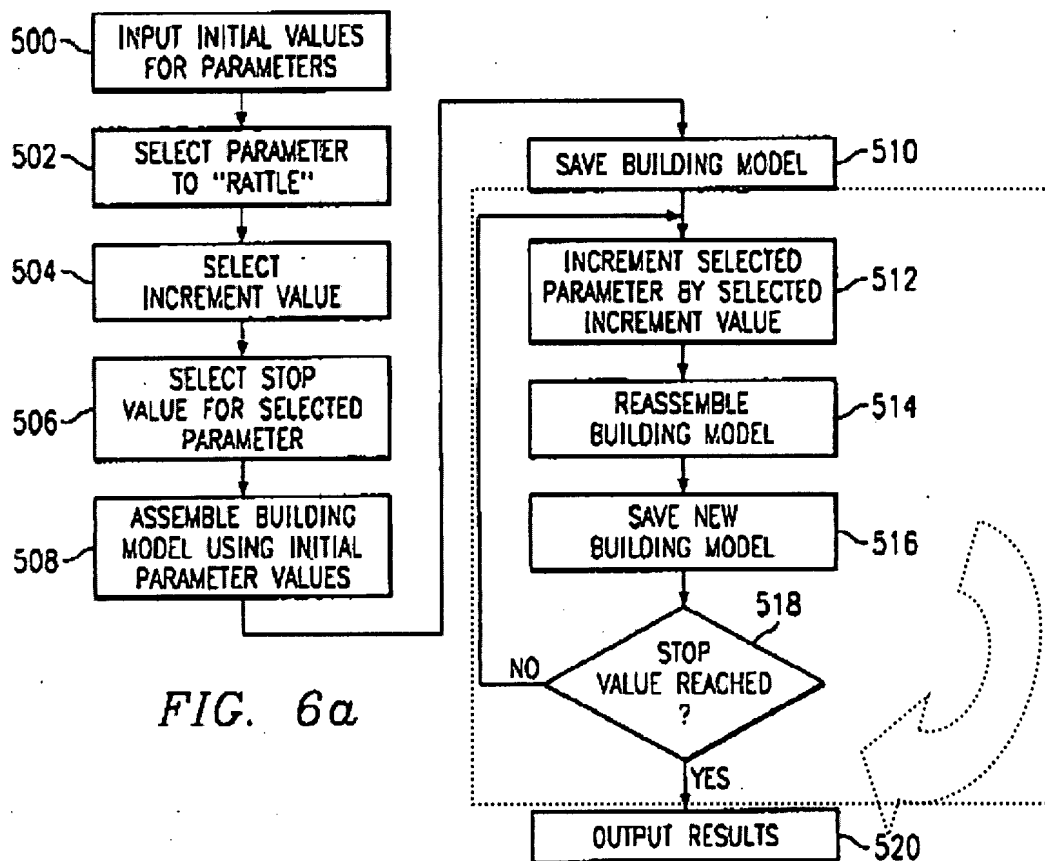 500
INPUT INITIAL VALUES
FOR PARAMETERS
502
SELECT PARAMETER
TO "RATTLE"
504
SELECT
INCREMENT VALUE
506
SELECT STOP
VALUE FOR SELECTED
PARAMETER
508
ASSEMBLE BUILDING
MODEL USING INITIAL
PARAMETER VALUES
SAVE BUILDING MODEL
510
INCREMENT SELECTED
PARAMETER BY SELECTED
INCREMENT VALUE
512
REASSEMBLE
BUILDING MODEL
514
SAVE NEW
BUILDING MODEL
516
518
STOP
VALUE REACHED
?
NO
YES
OUTPUT RESULTS
520
FIG. 6a